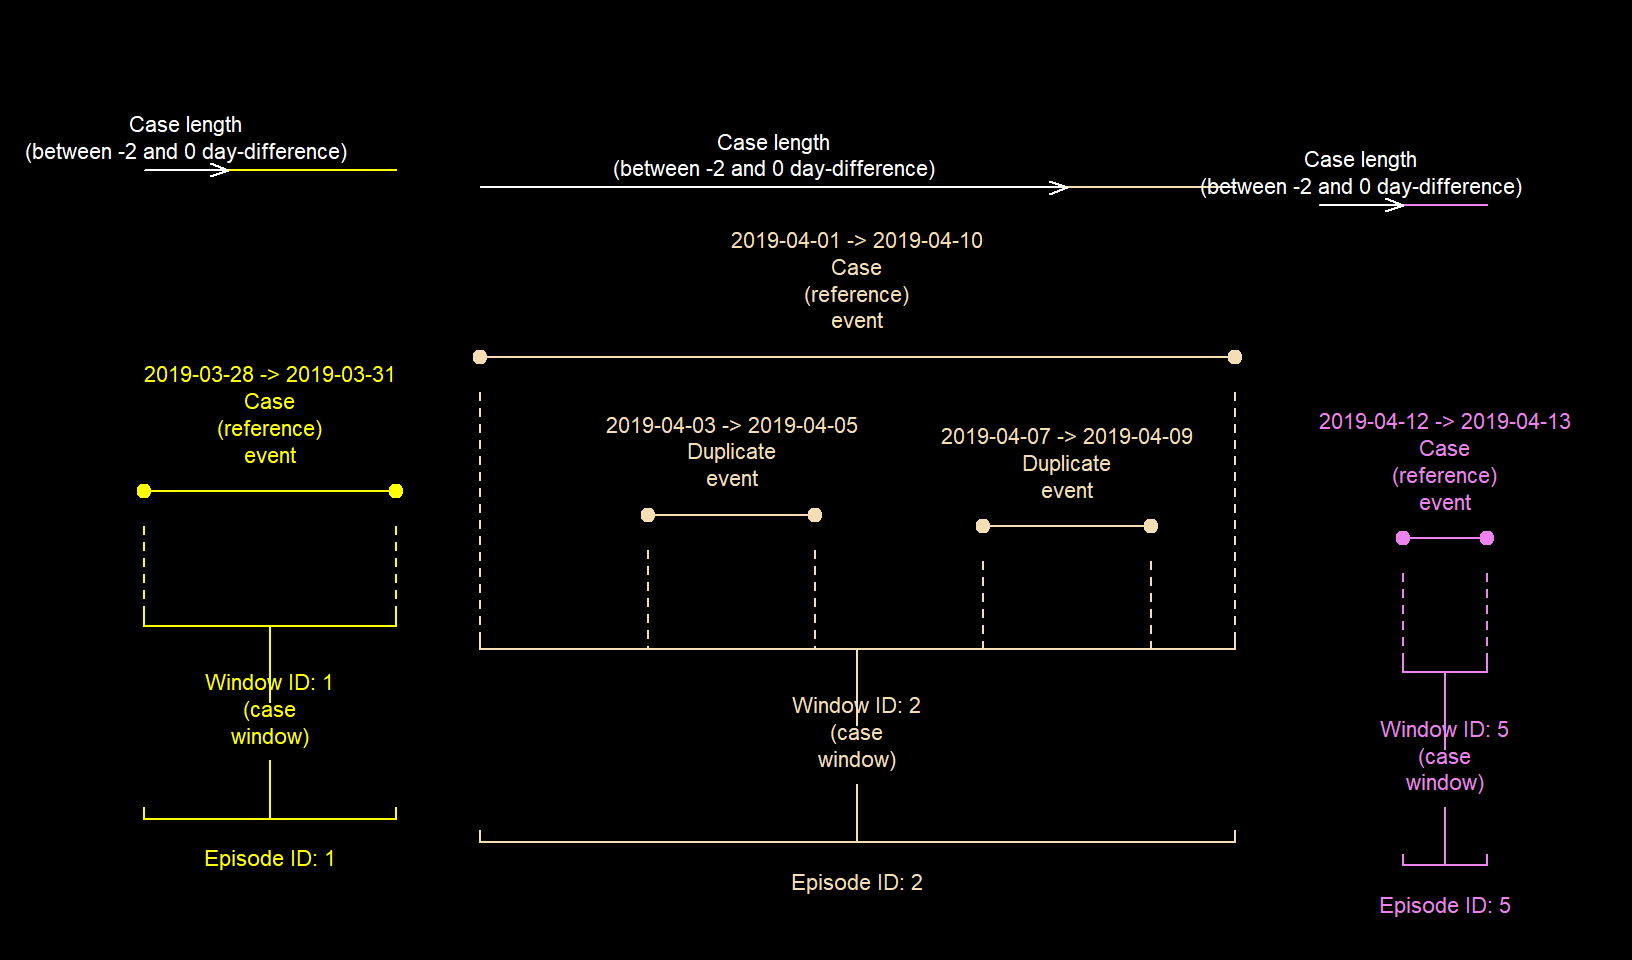 Case length
(between -2 and 0 day-difference)
Case length
(between -2 and 0 day-difference)
Case length
(between -2 and 0 day-difference)
2019-04-01 -> 2019-04-10
Case
(reference)
event
2019-03-28 -> 2019-03-31
Case
(reference)
event
2019-04-03 -> 2019-04-05
Duplicate
event
2019-04-07 -> 2019-04-09
Duplicate
event
2019-04-12 -> 2019-04-13
Case
(reference)
event
Window ID: 1
(case
window)
Window ID: 2
(case
window)
Window ID: 5
(case
window)
Episode ID: 1
Episode ID: 2
Episode ID: 5